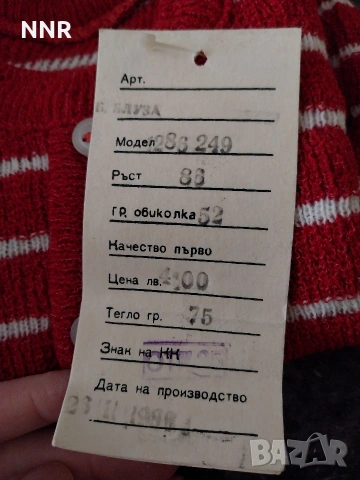 NNR
Арт.
Б. БЛУЗА
Модел 286 249
Ръст 86
гр. обиколка 52
Качество първо
Цена лв. 4.00
Тегло гр. 75
Знак на КК
Дата на производство
BAZAR